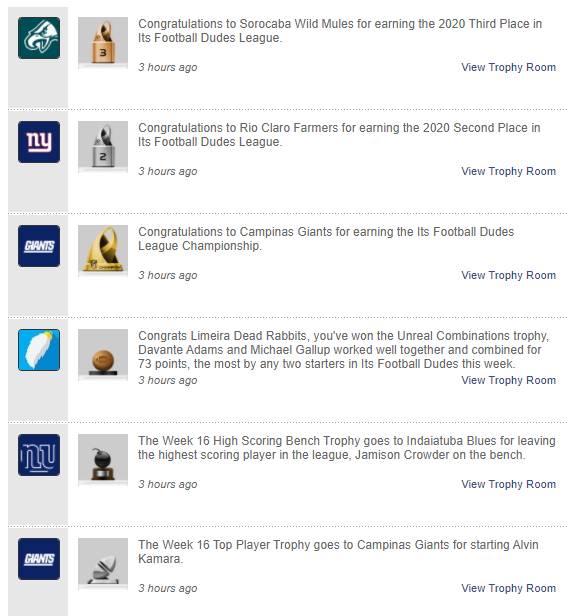 Congratulations to Sorocaba Wild Mules for earning the 2020 Third Place in
Its Football Dudes League.
3
3 hours ago
View Trophy Room
ny
Congratulations to Rio Claro Farmers for earning the 2020 Second Place in
Its Football Dudes League.
2
3 hours ago
View Trophy Room
GIANTS
Congratulations to Campinas Giants for earning the Its Football Dudes
League Championship.
3 hours ago
View Trophy Room
Congrats Limeira Dead Rabbits, you've won the Unreal Combinations trophy,
Davante Adams and Michael Gallup worked well together and combined for
73 points, the most by any two starters in Its Football Dudes this week.
3 hours ago
View Trophy Room
NU
The Week 16 High Scoring Bench Trophy goes to Indaiatuba Blues for leaving
the highest scoring player in the league, Jamison Crowder on the bench.
3 hours ago
View Trophy Room
GIANTS
The Week 16 Top Player Trophy goes to Campinas Giants for starting Alvin
Kamara.
3 hours ago
View Trophy Room